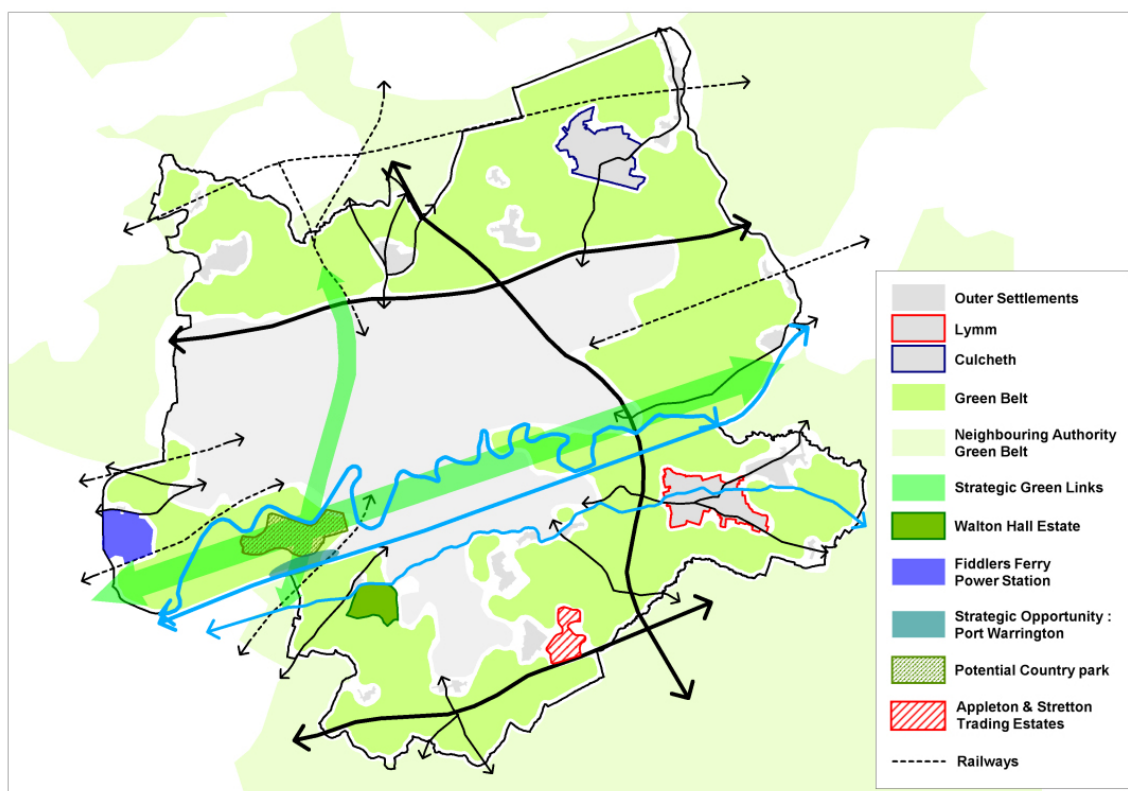 Outer Settlements
Lymm
Culcheth
Green Belt
Neighbouring Authority
Green Belt
Strategic Green Links
Walton Hall Estate
Fiddlers Ferry
Power Station
Strategic Opportunity :
Port Warrington
Potential Country park
Appleton & Stretton
Trading Estates
Railways